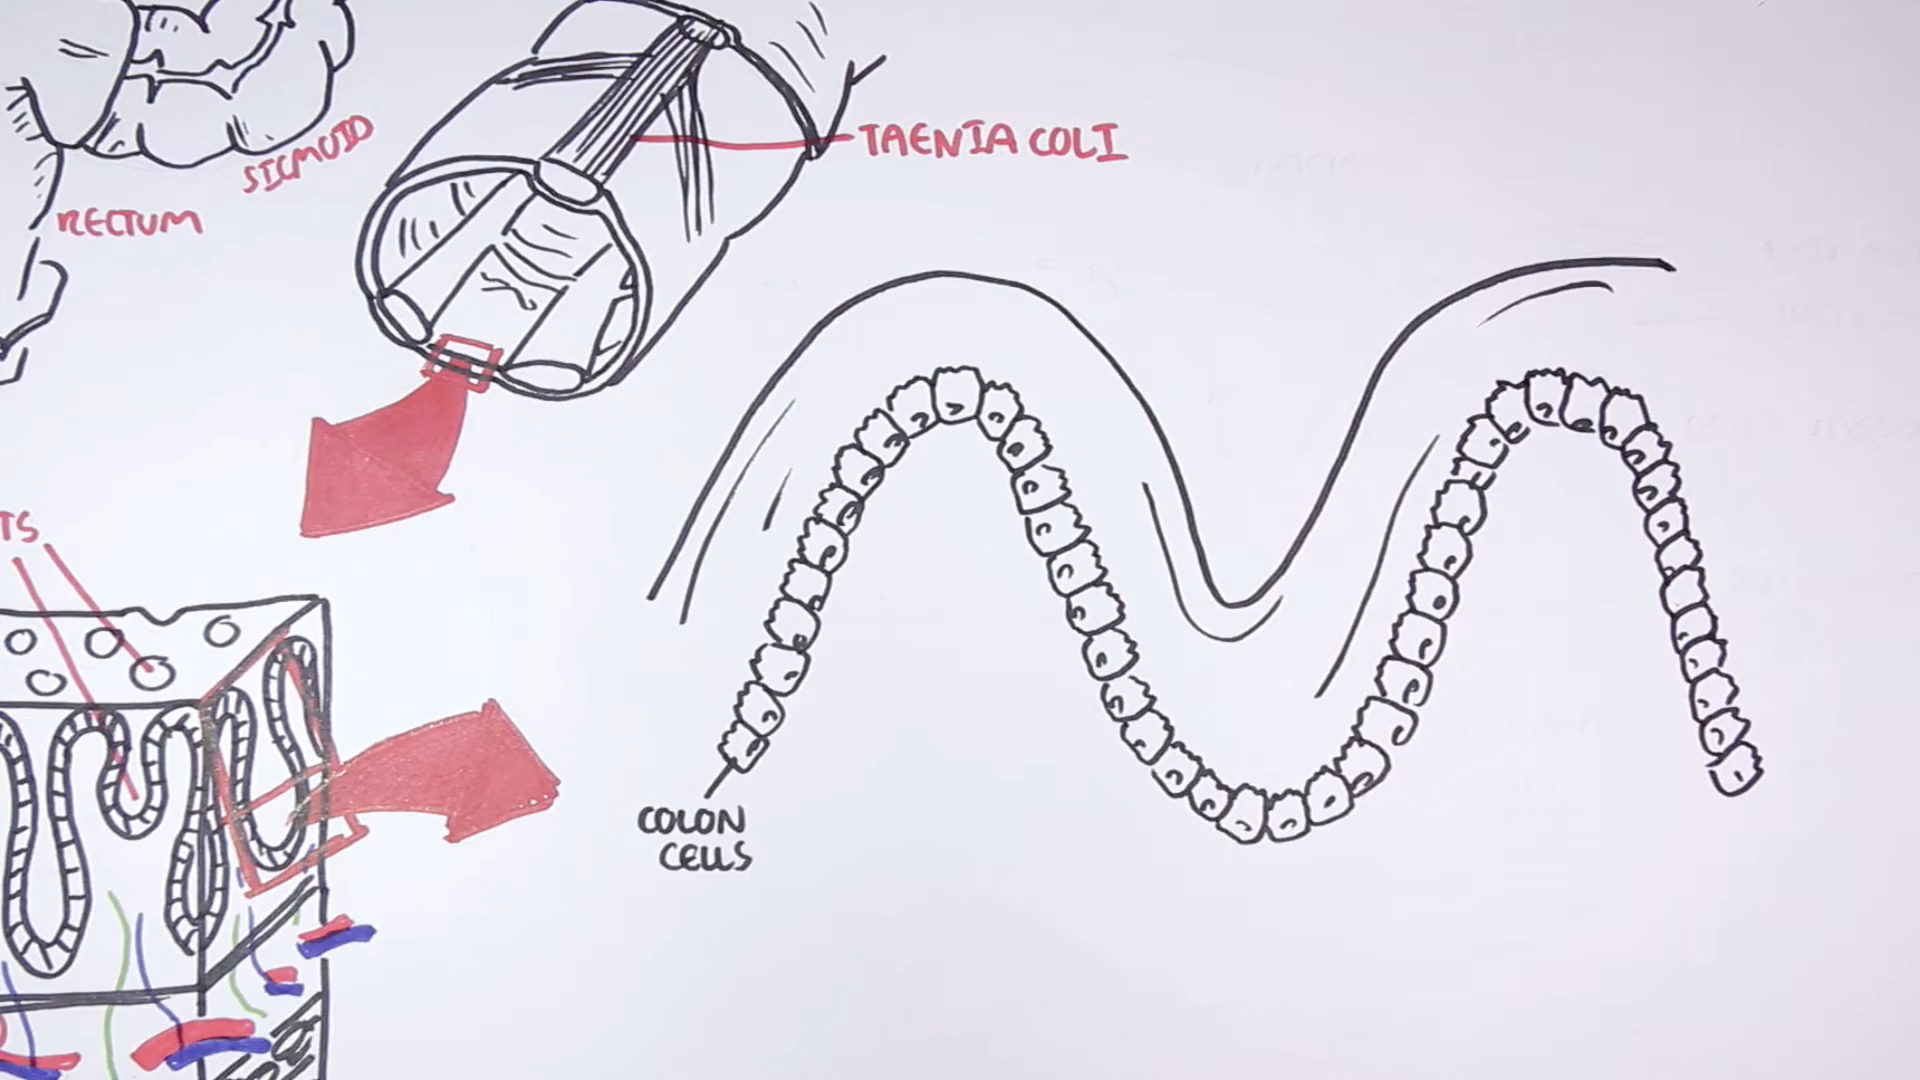 SIGMOID
TAENIA COLI
RECTUM
TS
COLON
CELLS